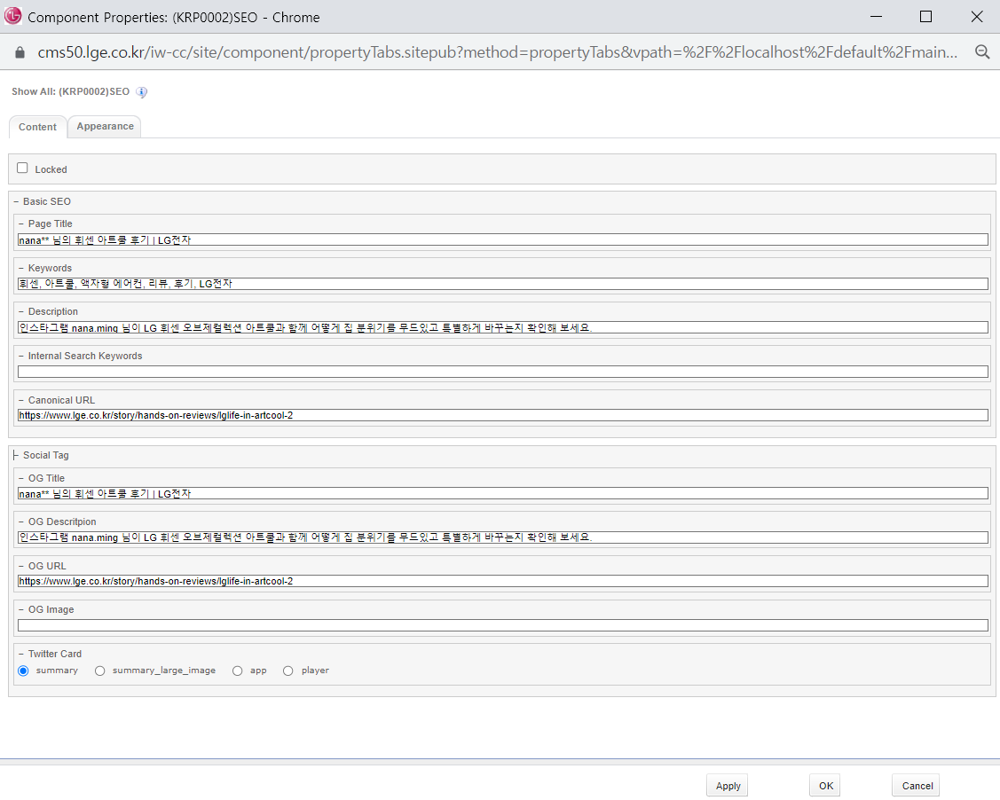 Component Properties: (KRP0002)SEO - Chrome
cms50.lge.co.kr/iw-cc/site/component/propertyTabs.sitepub?method=propertyTabs&vpath=%2F%2Flocalhost%2Fdefault%2Fmain...
Show All: (KRP0002)SEO
Content Appearance
Locked
− Basic SEO
− Page Title
nana** 님의 휘센 아트쿨 후기 | LG전자
− Keywords
휘센, 아트쿨, 액자형 에어컨, 리뷰, 후기, LG전자
− Description
인스타그램 nana.ming 님이 LG 휘센 오브제컬렉션 아트쿨과 함께 어떻게 집 분위기를 무드있고 특별하게 바꾸는지 확인해 보세요.
− Internal Search Keywords
− Canonical URL
https://www.lge.co.kr/story/hands-on-reviews/lglife-in-artcool-2
− Social Tag
− OG Title
nana** 님의 휘센 아트쿨 후기 | LG전자
− OG Descritpion
인스타그램 nana.ming 님이 LG 휘센 오브제컬렉션 아트쿨과 함께 어떻게 집 분위기를 무드있고 특별하게 바꾸는지 확인해 보세요.
− OG URL
https://www.lge.co.kr/story/hands-on-reviews/lglife-in-artcool-2
− OG Image
− Twitter Card
summary summary_large_image app player
Apply OK Cancel